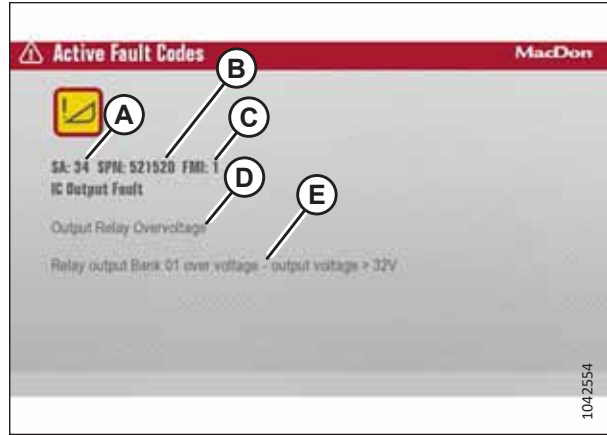 Active Fault Codes MacDon
B
A
C
SA: 34 SPN: 521520 FMI: 1
IC Output Fault
D
E
Output Relay Overvoltage
Relay output Bank 01 over voltage - output voltage > 32V
1042554